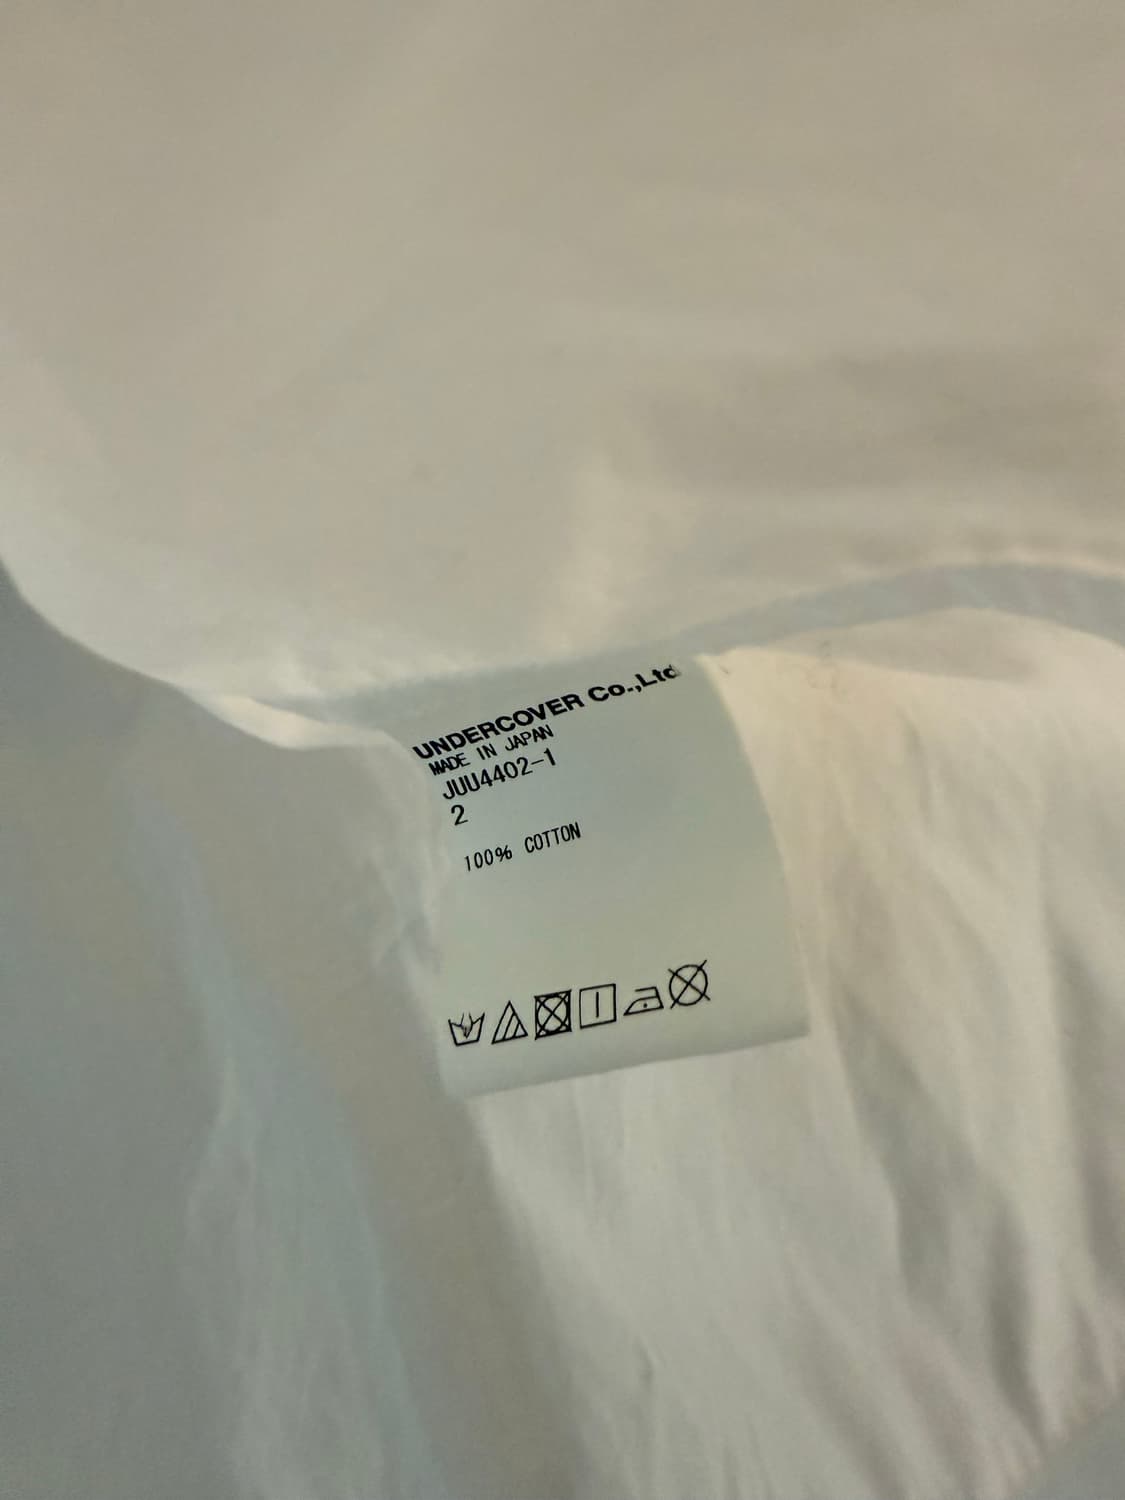 UNDERCOVER Co.,Ltd
MADE IN JAPAN
JUU4402-1
2
100% COTTON